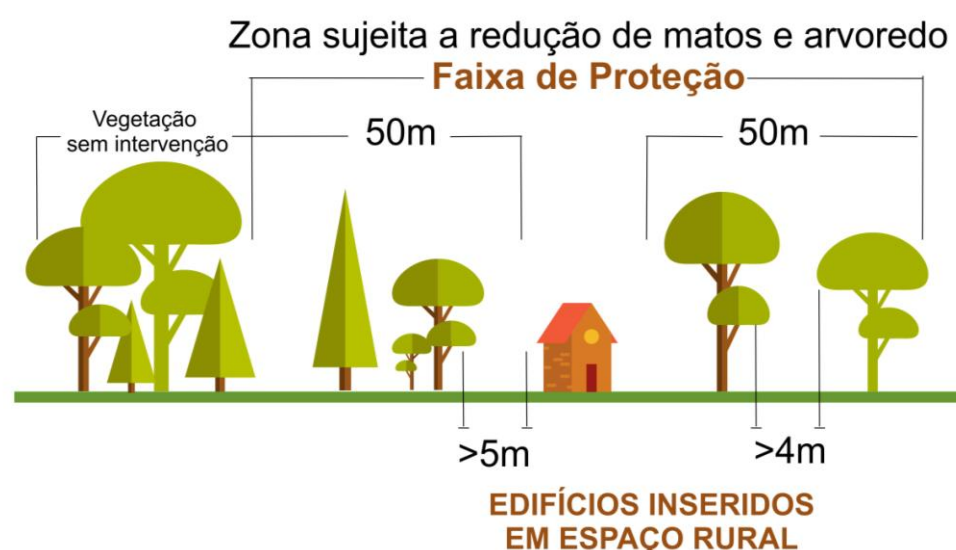 Zona sujeita a redução de matos e arvoredo
Faixa de Proteção
Vegetação
sem intervenção
50m
50m
>5m
>4m
EDIFÍCIOS INSERIDOS
EM ESPAÇO RURAL